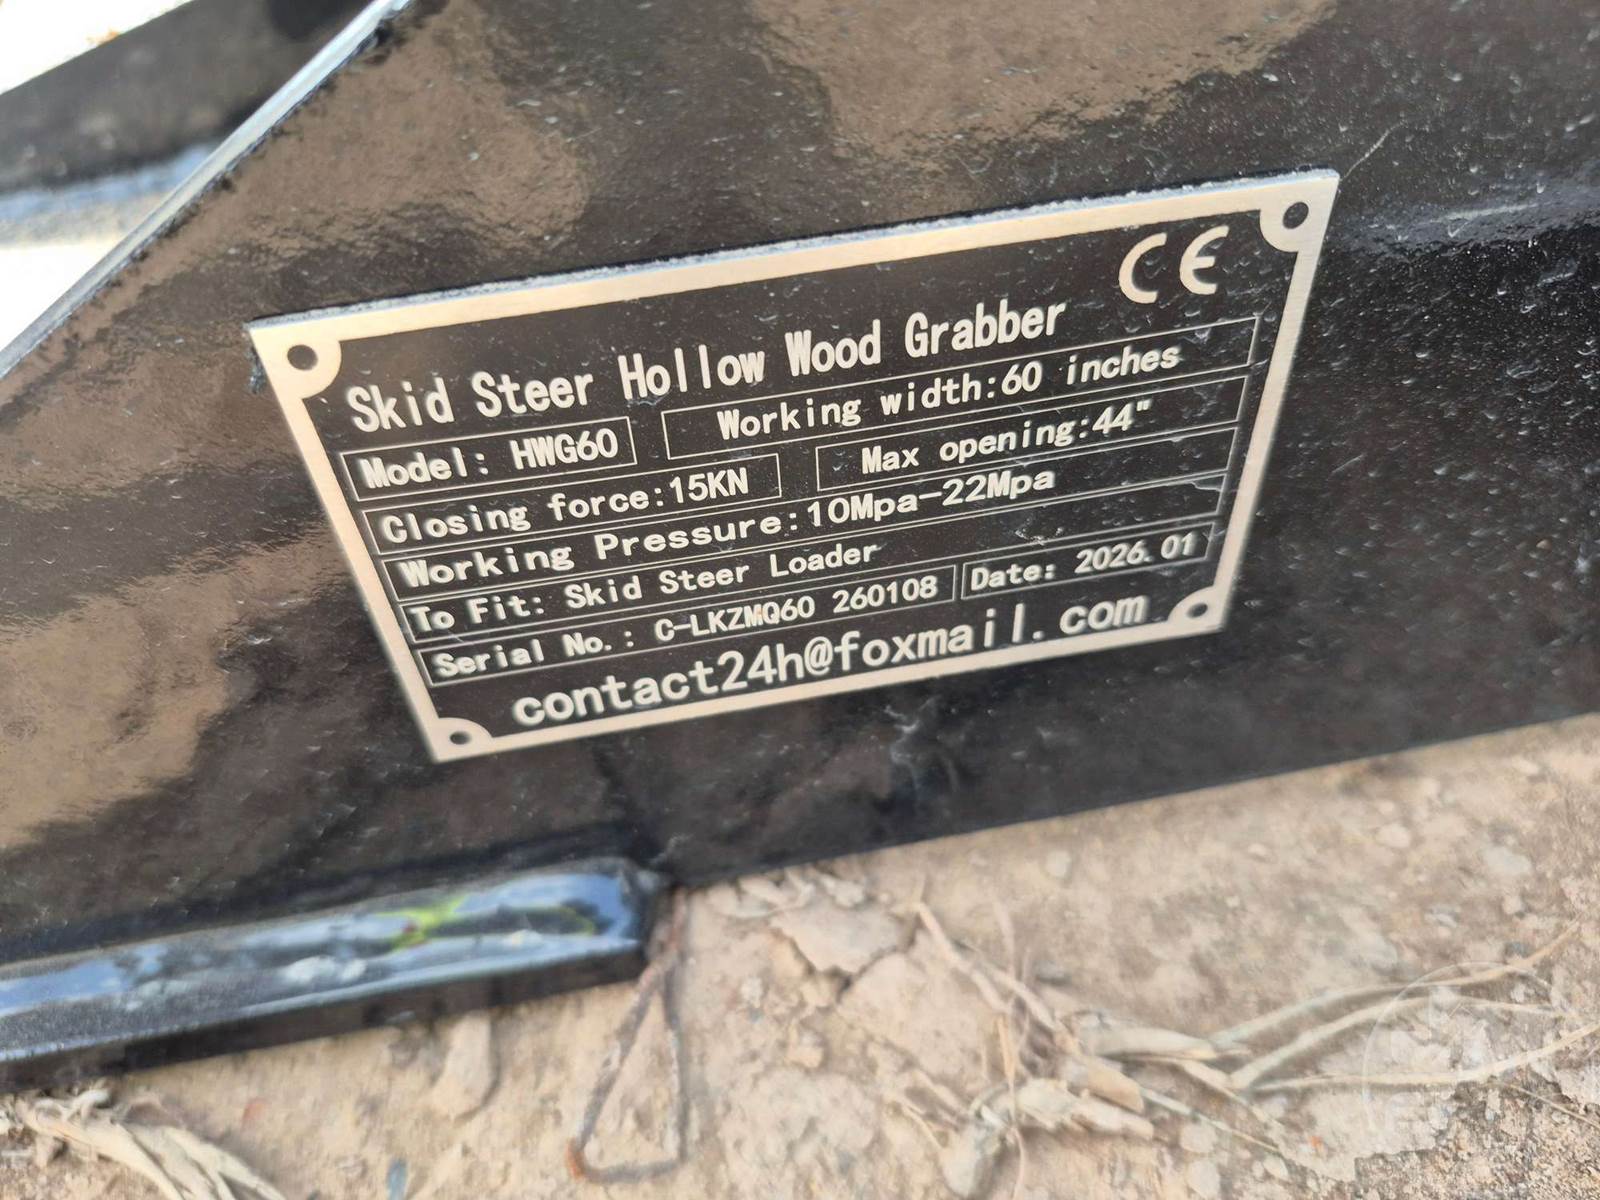 CE
Skid Steer Hollow Wood Grabber
Model: HWG60 Working width:60 inches
Closing force:15KN Max opening:44"
Working Pressure:10Mpa-22Mpa
To Fit: Skid Steer Loader
Serial No.: C-LKZMQ60 260108 Date: 2026.01
contact24h@foxmail.com